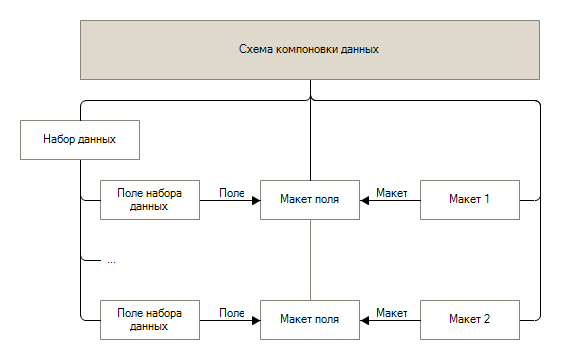 Схема компоновки данных
Набор данных
Поле набора
данных
Поле
Макет поля
Макет
Макет 1
...
Поле набора
данных
Поле
Макет поля
Макет
Макет 2